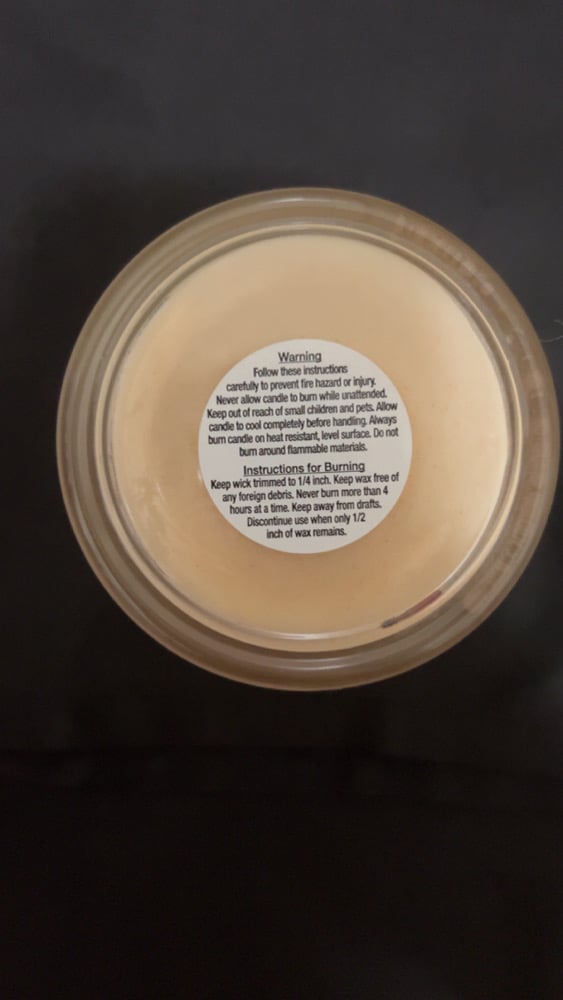 Warning
Follow these instructions
carefully to prevent fire hazard or injury.
Never allow candle to burn while unattended.
Keep out of reach of small children and pets. Allow
candle to cool completely before handling. Always
burn candle on heat resistant, level surface. Do not
burn around flammable materials.
Instructions for Burning
Keep wick trimmed to 1/4 inch. Keep wax free of
any foreign debris. Never burn more than 4
hours at a time. Keep away from drafts.
Discontinue use when only 1/2
inch of wax remains.